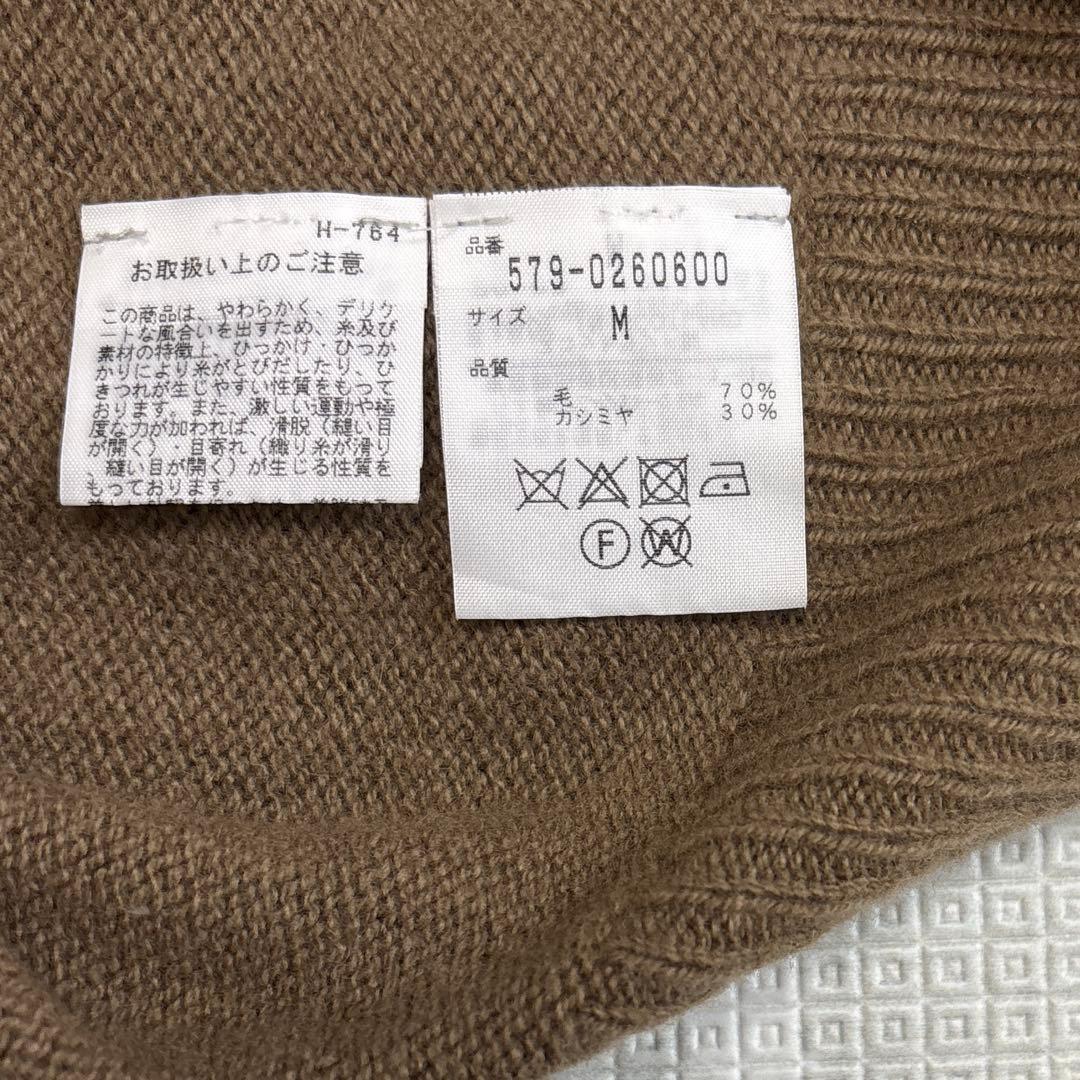 H-764
お取扱い上のご注意
この商品は、やわらかく、デリケ
ートな風合いを出すため、糸及び
素材の特徴上、ひっかけ・ひっか
かりにより糸がとびだしたり、ひ
きつれが生じやすい性質をもって
おります。また、激しい運動や極
度な力が加われば、滑脱（縫い目
が開く）・目寄れ（織り糸が滑り
、縫い目が開く）が生じる性質を
もっております。
品番
579-0260600
サイズ
M
品質
毛 70%
カシミヤ 30%
F W